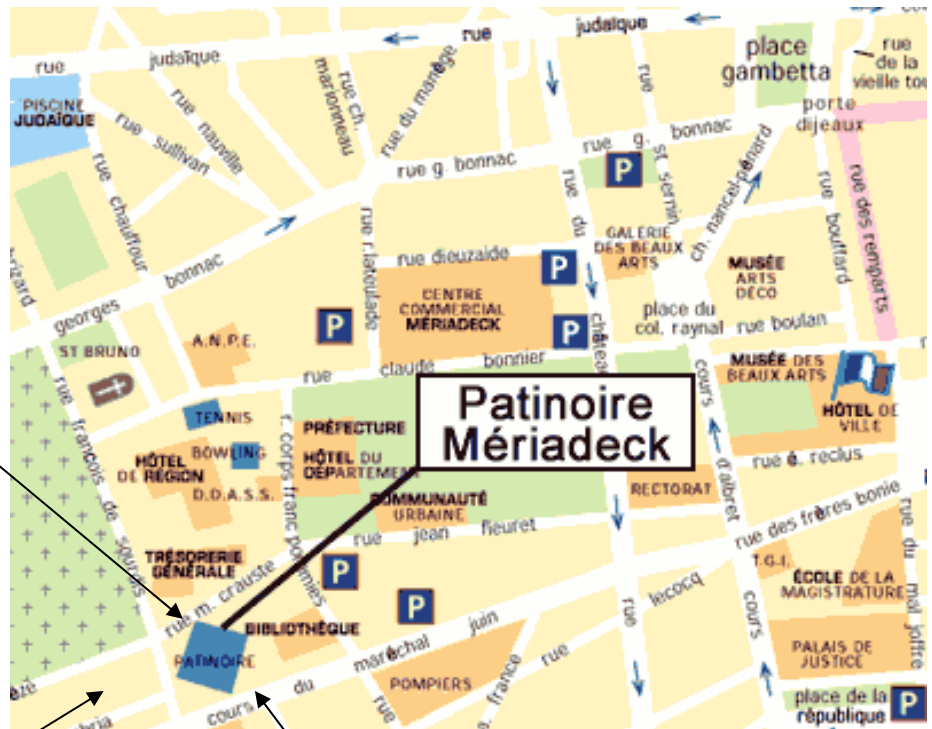 rue judaïque
rue judaïque
place
gambetta
rue
de la
vieille tou
porte
dijeaux
PISCINE
JUDAÏQUE
rue sullivan
rue nauville
rue ch.
marionneau
rue du manège
rue g. bonnac
rue g. bonnac
st sernin
rue
P
ch. nancel-pénard
rue bouffard
rue des remparts
rue chauffour
georges bonnac
rue r.latoulade
rue dieuzaide
P
GALERIE
DES BEAUX
ARTS
MUSÉE
ARTS
DÉCO
CENTRE
COMMERCIAL
MÉRIADECK
P
P
rue du château
place du
col. raynal
rue boulan
ST BRUNO
A.N.P.E.
rue claude bonnier
MUSÉE DES
BEAUX ARTS
HÔTEL DE
VILLE
Patinoire
Mériadeck
TENNIS
BOWLING
HÔTEL
DE RÉGION
D.D.A.S.S.
r. corps franc pommies
PRÉFECTURE
HÔTEL DU
DÉPARTEMENT
COMMUNAUTÉ
URBAINE
RECTORAT
cours d'albret
rue é. reclus
rue françois de sourdis
rue jean fleuret
rue des frères bonie
TRÉSORERIE
GÉNÉRALE
P
P
T.G.I.
ÉCOLE DE LA
MAGISTRATURE
rue du mal joffre
rue m. crauste
BIBLIOTHÈQUE
PATINOIRE
cours du maréchal juin
rue lecocq
PALAIS DE
JUSTICE
POMPIERS
a. france
rue
rue
cours
place de la
république
P